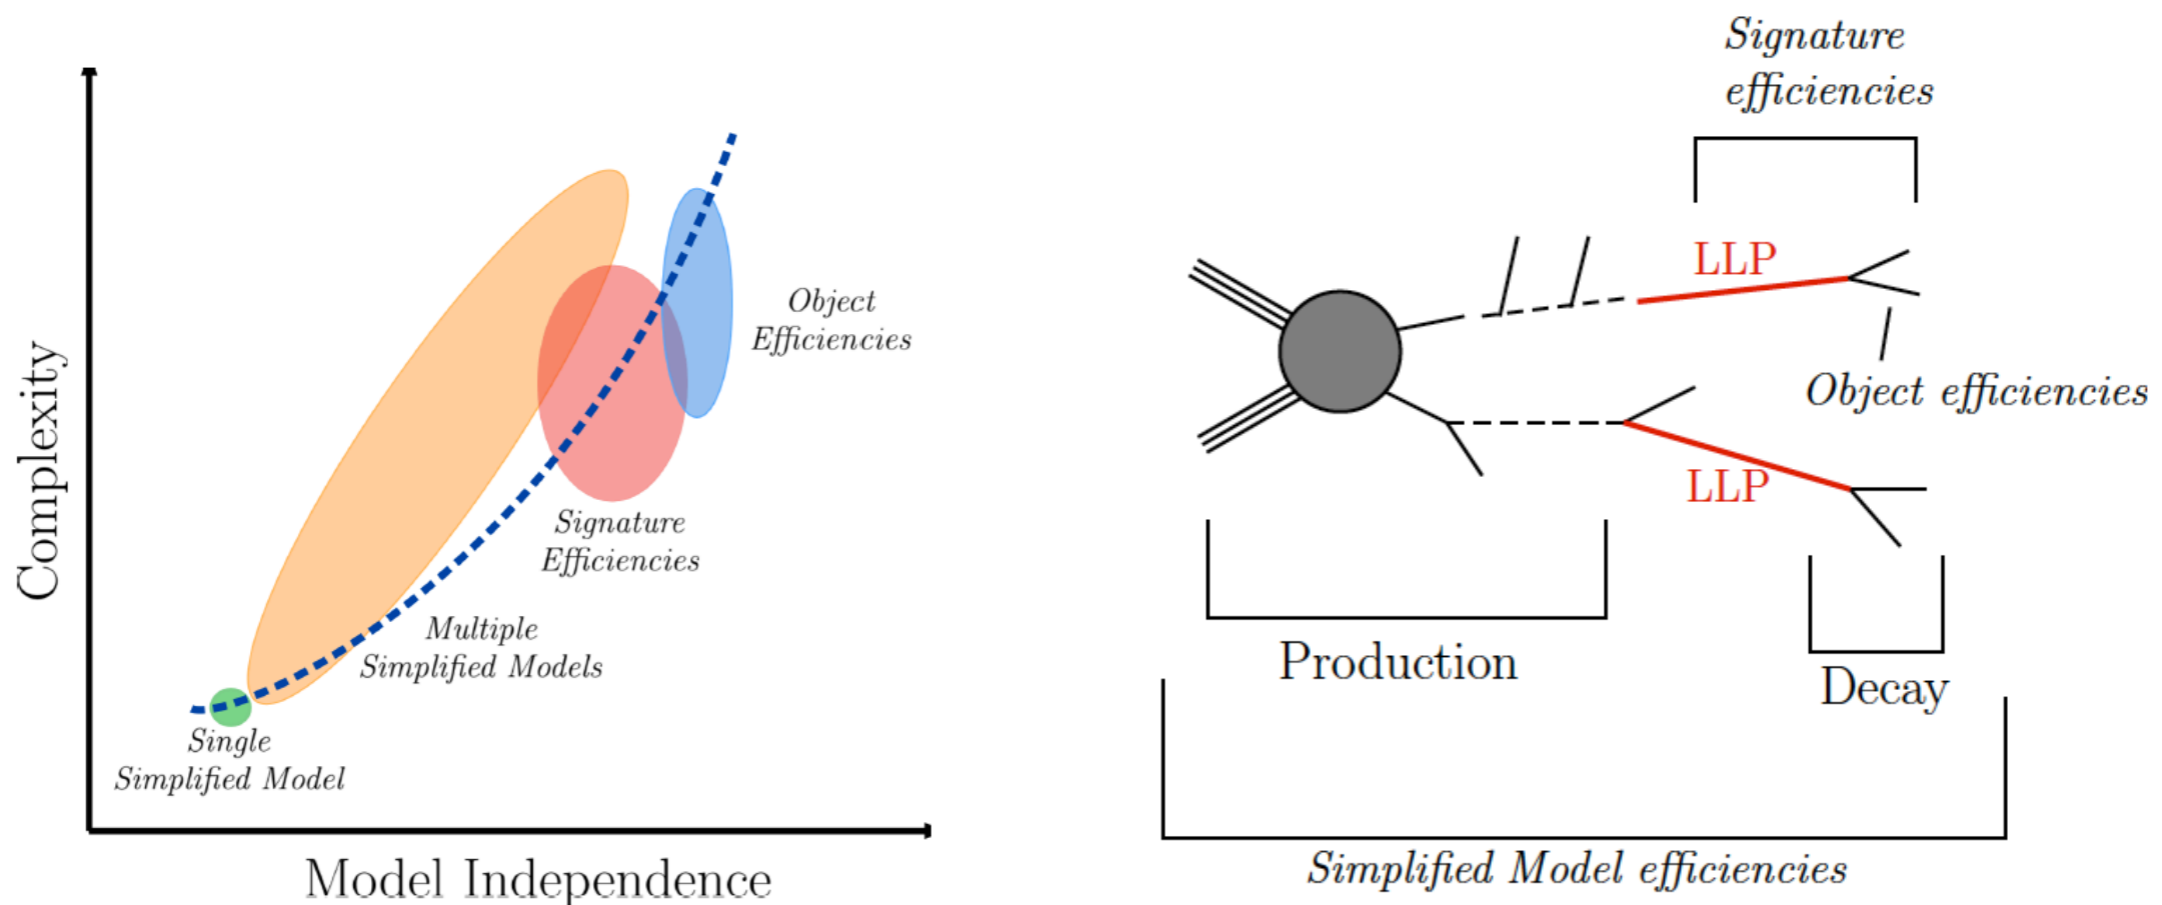 Complexity
Object
Efficiencies
Signature
Efficiencies
Multiple
Simplified Models
Single
Simplified Model
Model Independence
Signature
efficiencies
LLP
Object efficiencies
LLP
Production
Decay
Simplified Model efficiencies